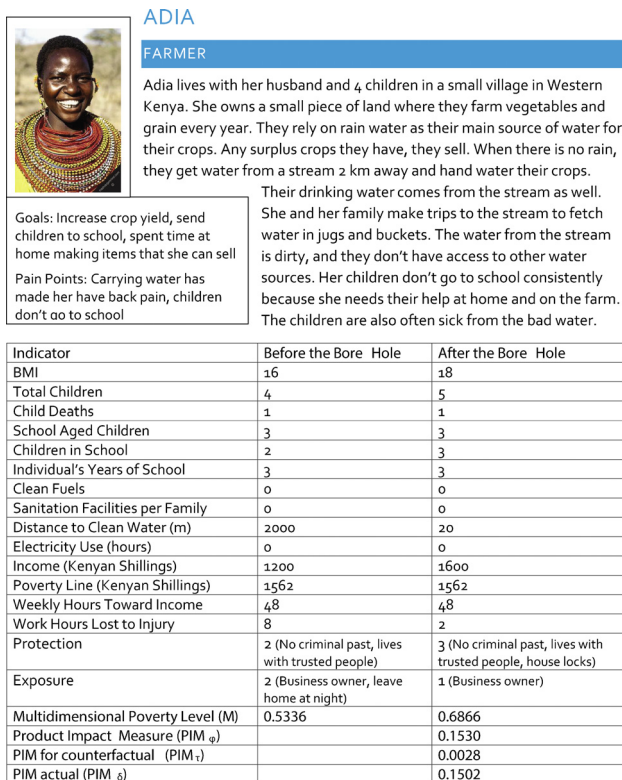 ADIA
FARMER
Adia lives with her husband and 4 children in a small village in Western
Kenya. She owns a small piece of land where they farm vegetables and
grain every year. They rely on rain water as their main source of water for
their crops. Any surplus crops they have, they sell. When there is no rain,
they get water from a stream 2 km away and hand water their crops.
Their drinking water comes from the stream as well.
She and her family make trips to the stream to fetch
water in jugs and buckets. The water from the stream
is dirty, and they don't have access to other water
sources. Her children don't go to school consistently
because she needs their help at home and on the farm.
The children are also often sick from the bad water.
Goals: Increase crop yield, send
children to school, spent time at
home making items that she can sell
Pain Points: Carrying water has
made her have back pain, children
don't go to school
Indicator Before the Bore Hole After the Bore Hole
BMI 16 18
Total Children 4 5
Child Deaths 1 1
School Aged Children 3 3
Children in School 2 3
Individual's Years of School 3 3
Clean Fuels 0 0
Sanitation Facilities per Family 0 0
Distance to Clean Water (m) 2000 20
Electricity Use (hours) 0 0
Income (Kenyan Shillings) 1200 1600
Poverty Line (Kenyan Shillings) 1562 1562
Weekly Hours Toward Income 48 48
Work Hours Lost to Injury 8 2
Protection 2 (No criminal past, lives 3 (No criminal past, lives with
with trusted people) trusted people, house locks)
Exposure 2 (Business owner, leave 1 (Business owner)
home at night)
Multidimensional Poverty Level (M) 0.5336 0.6866
Product Impact Measure (PIM φ) 0.1530
PIM for counterfactual (PIM τ) 0.0028
PIM actual (PIM δ) 0.1502